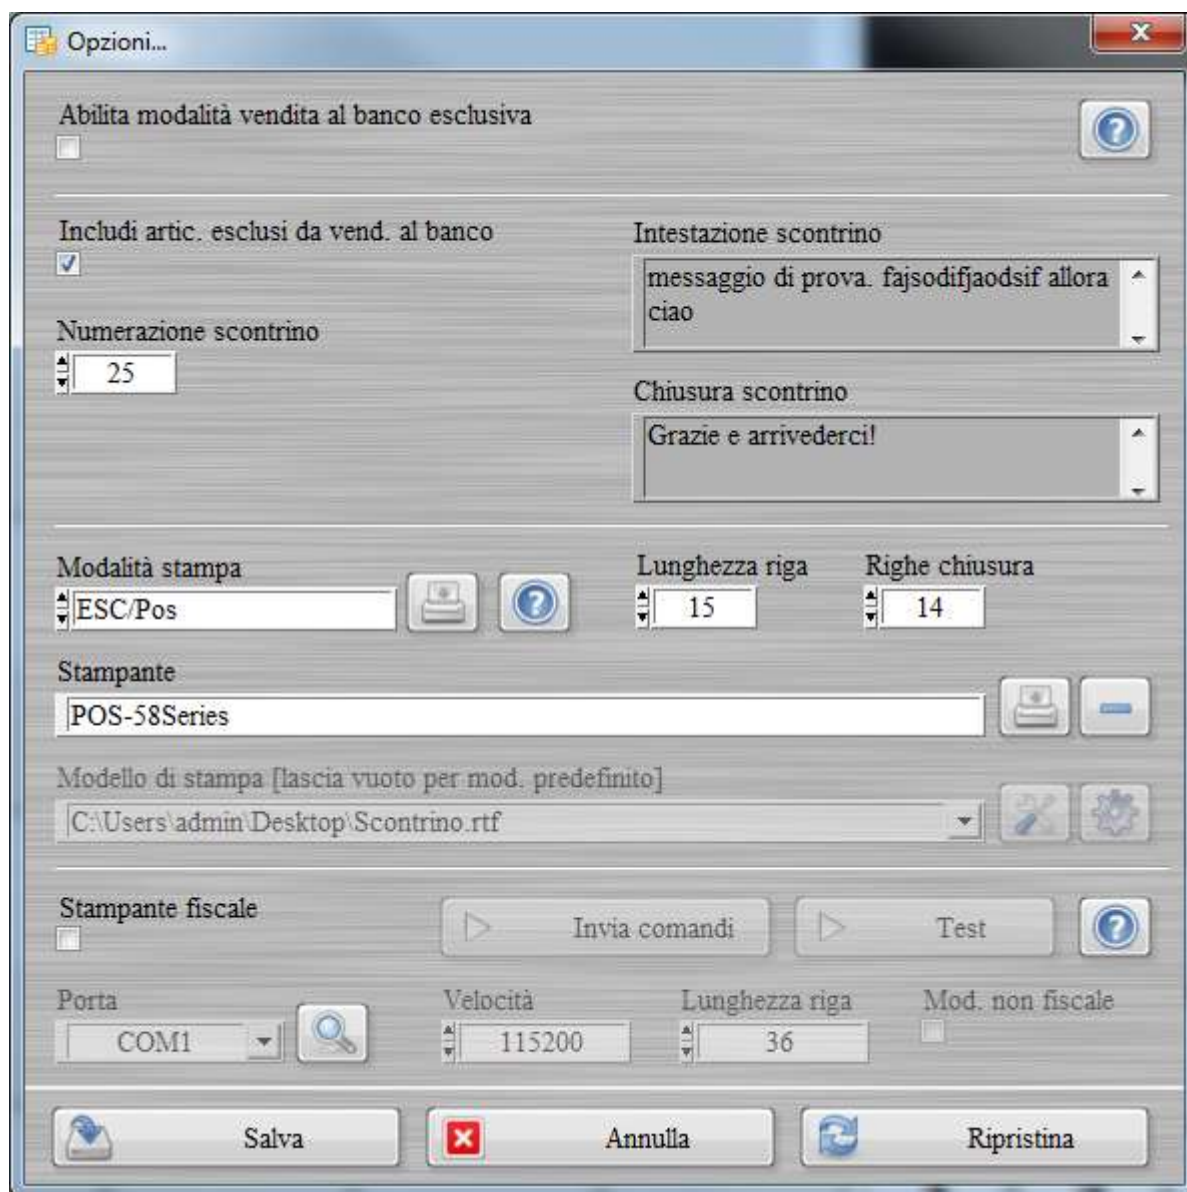 Opzioni...
Abilita modalità vendita al banco esclusiva
Includi artic. esclusi da vend. al banco
Intestazione scontrino
messaggio di prova. fajsodifjaodsif allora
ciao
Numerazione scontrino
25
Chiusura scontrino
Grazie e arrivederci!
Modalità stampa
Lunghezza riga
Righe chiusura
ESC/Pos
15
14
Stampante
POS-58Series
Modello di stampa [lascia vuoto per mod. predefinito]
C:\Users\admin\Desktop\Scontrino.rtf
Stampante fiscale
Invia comandi
Test
Porta
Velocità
Lunghezza riga
Mod. non fiscale
COM1
115200
36
Salva
Annulla
Ripristina